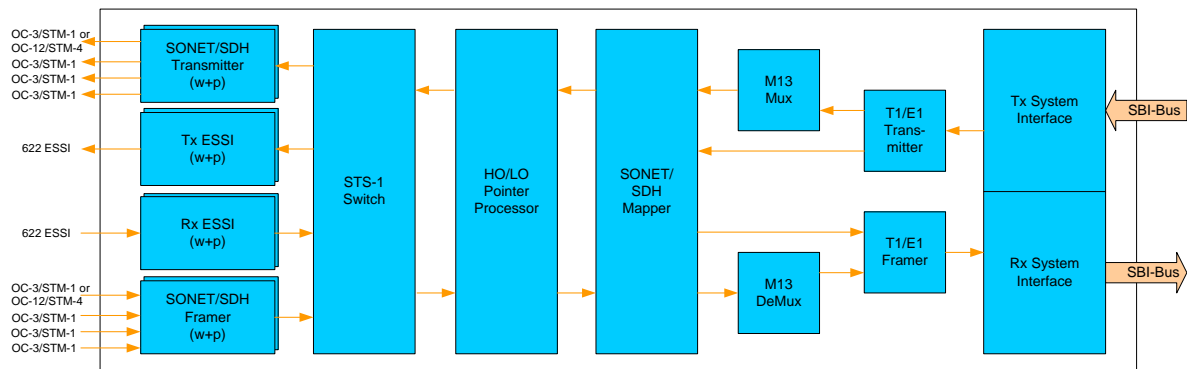 OC-3/STM-1 or
OC-12/STM-4
OC-3/STM-1
OC-3/STM-1
OC-3/STM-1
SONET/SDH
Transmitter
(w+p)
622 ESSI
Tx ESSI
(w+p)
622 ESSI
Rx ESSI
(w+p)
OC-3/STM-1 or
OC-12/STM-4
OC-3/STM-1
OC-3/STM-1
OC-3/STM-1
SONET/SDH
Framer
(w+p)
STS-1
Switch
HO/LO
Pointer
Processor
SONET/
SDH
Mapper
M13
Mux
T1/E1
Trans-
mitter
M13
DeMux
T1/E1
Framer
Tx System
Interface
SBI-Bus
Rx System
Interface
SBI-Bus